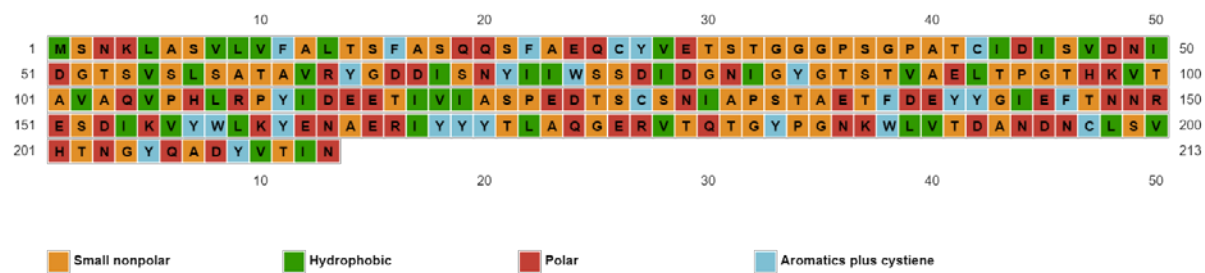 10 20 30 40 50
1 M S N K L A S V L V F A L T S F A S Q Q S F A E Q C Y V E T S T G G G P S G P A T C I D I S V D N I 50
51 D G T S V S L S A T A V R Y G D D I S N Y I I W S S D I D G N I G Y G T S T V A E L T P G T H K V T 100
101 A V A Q V P H L R P Y I D E E T I V I A S P E D T S C S N I A P S T A E T F D E Y Y G I E F T N N R 150
151 E S D I K V Y W L K Y E N A E R I Y Y Y T L A Q G E R V T Q T G Y P G N K W L V T D A N D N C L S V 200
201 H T N G Y Q A D Y V T I N 213
10 20 30 40 50
Small nonpolar Hydrophobic Polar Aromatics plus cystiene